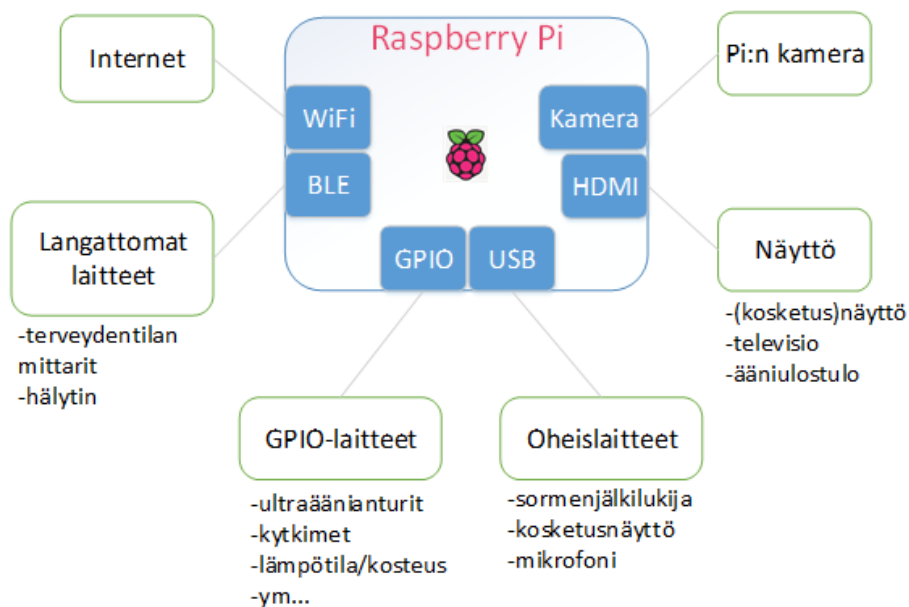 Raspberry Pi
Internet
WiFi
BLE
Kamera
HDMI
GPIO
USB
Pi:n kamera
Langattomat
laitteet
-terveydentilan
mittarit
-hälytin
Näyttö
-(kosketus)näyttö
-televisio
-ääniulostulo
GPIO-laitteet
-ultraäänianturit
-kytkimet
-lämpötila/kosteus
-ym...
Oheislaitteet
-sormenjälkilukija
-kosketusnäyttö
-mikrofoni